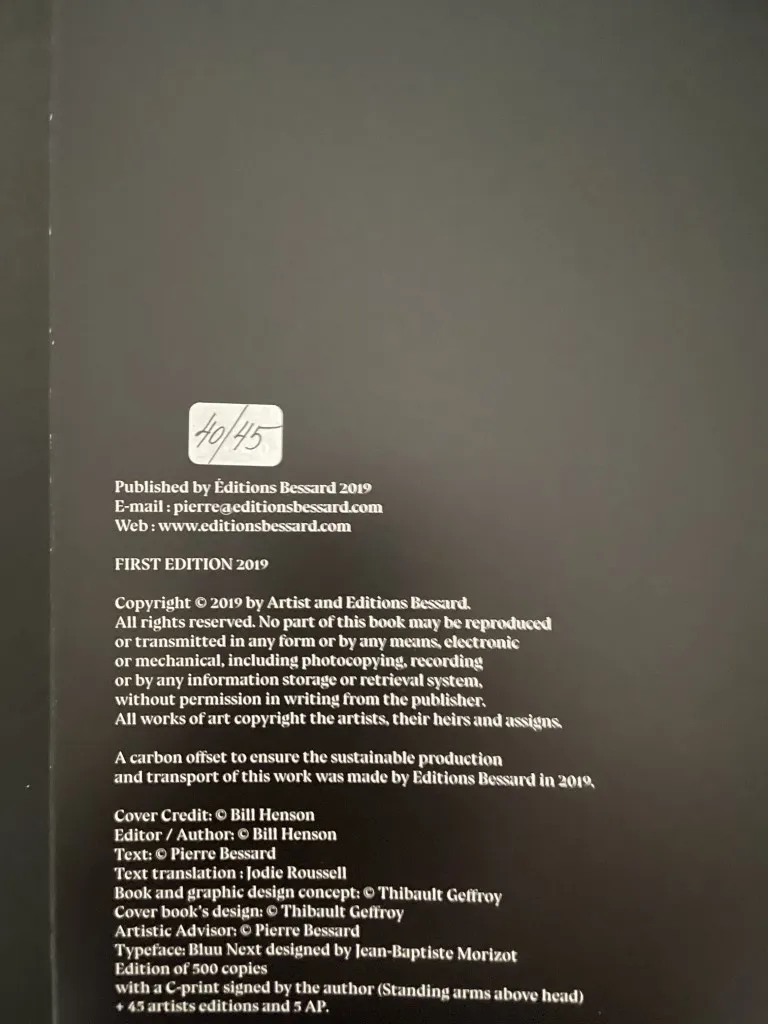 40/45
Published by Éditions Bessard 2019
E-mail : pierre@editionsbessard.com
Web : www.editionsbessard.com
FIRST EDITION 2019
Copyright © 2019 by Artist and Editions Bessard.
All rights reserved. No part of this book may be reproduced
or transmitted in any form or by any means, electronic
or mechanical, including photocopying, recording
or by any information storage or retrieval system,
without permission in writing from the publisher.
All works of art copyright the artists, their heirs and assigns.
A carbon offset to ensure the sustainable production
and transport of this work was made by Editions Bessard in 2019.
Cover Credit: © Bill Henson
Editor / Author: © Bill Henson
Text: © Pierre Bessard
Text translation : Jodie Roussell
Book and graphic design concept: © Thibault Geffroy
Cover book's design: © Thibault Geffroy
Artistic Advisor: © Pierre Bessard
Typeface: Bluu Next designed by Jean-Baptiste Morizot
Edition of 500 copies
with a C-print signed by the author (Standing arms above head)
+ 45 artists editions and 5 AP.